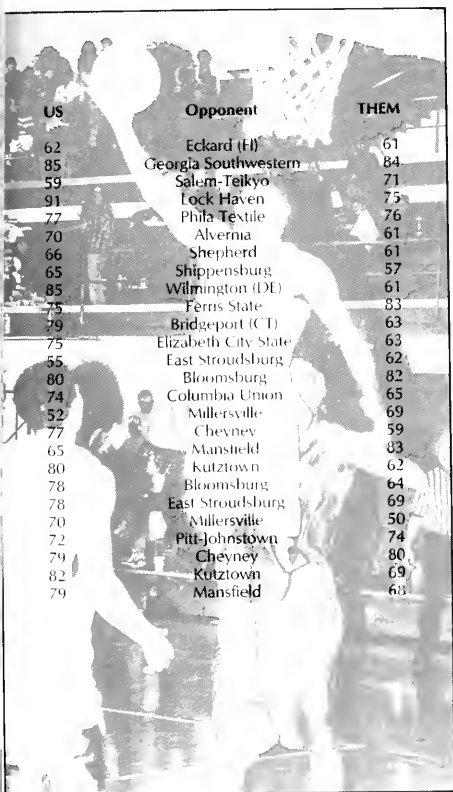 US Opponent THEM
62 Eckard (Fl) 61
85 Georgia Southwestern 84
59 Salem-Teikyo 71
91 Lock Haven 75
77 Phila Textile 76
70 Alvernia 61
66 Shepherd 61
65 Shippensburg 57
85 Wilmington (DE) 61
75 Ferris State 83
79 Bridgeport (CT) 63
75 Elizabeth City State 63
55 East Stroudsburg 62
80 Bloomsburg 82
74 Columbia Union 65
52 Millersville 69
77 Cheyney 59
65 Mansfield 83
80 Kutztown 62
78 Bloomsburg 64
78 East Stroudsburg 69
70 Millersville 50
72 Pitt-Johnstown 74
79 Cheyney 80
82 Kutztown 69
79 Mansfield 68